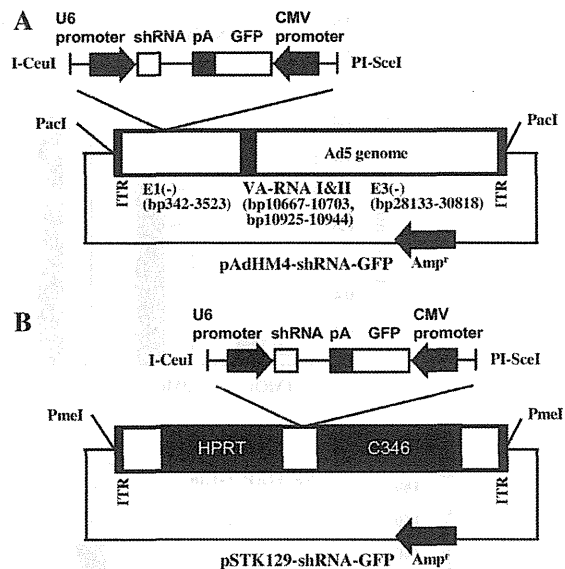 A
U6 promoter shRNA pA GFP CMV promoter
I-CeuI PI-SceI
PacI PacI
Ad5 genome
ITR E1(-) VA-RNA I&II E3(-) ITR
(bp342-3523) (bp10667-10703, (bp28133-30818)
bp10925-10944)
Ampr
pAdHM4-shRNA-GFP
B
U6 promoter shRNA pA GFP CMV promoter
I-CeuI PI-SceI
PmeI PmeI
HPRT C346
ITR ITR
Ampr
pSTK129-shRNA-GFP